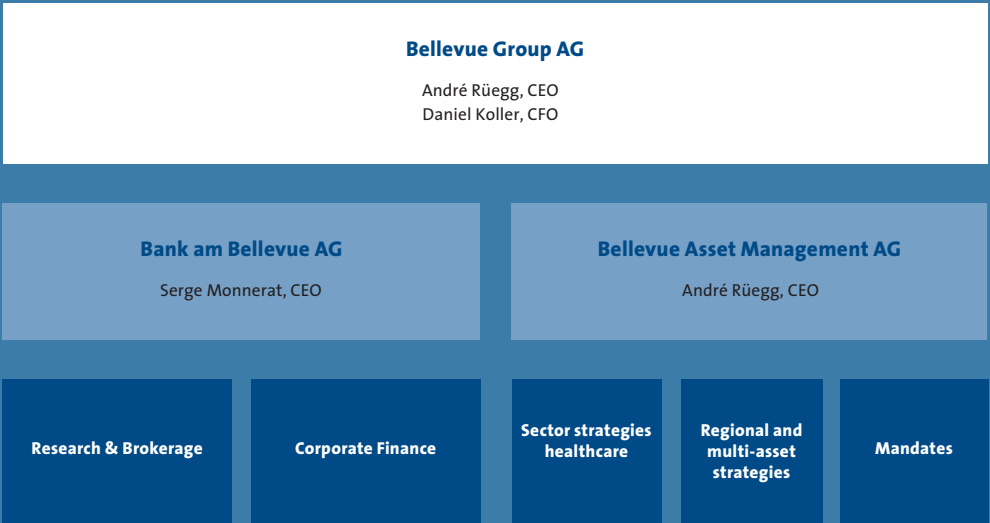 Bellevue Group AG
André Rüegg, CEO
Daniel Koller, CFO
Bank am Bellevue AG
Serge Monnerat, CEO
Bellevue Asset Management AG
André Rüegg, CEO
Research & Brokerage
Corporate Finance
Sector strategies
healthcare
Regional and
multi-asset
strategies
Mandates